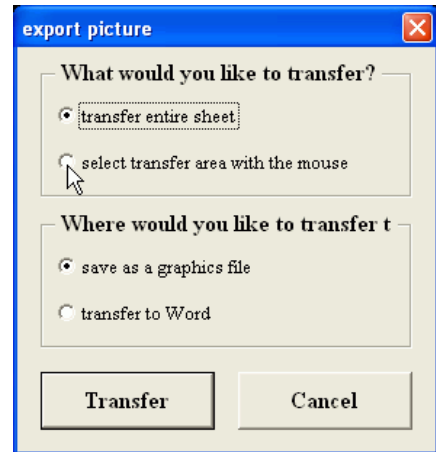 export picture
What would you like to transfer?
transfer entire sheet
select transfer area with the mouse
Where would you like to transfer t
save as a graphics file
transfer to Word
Transfer
Cancel